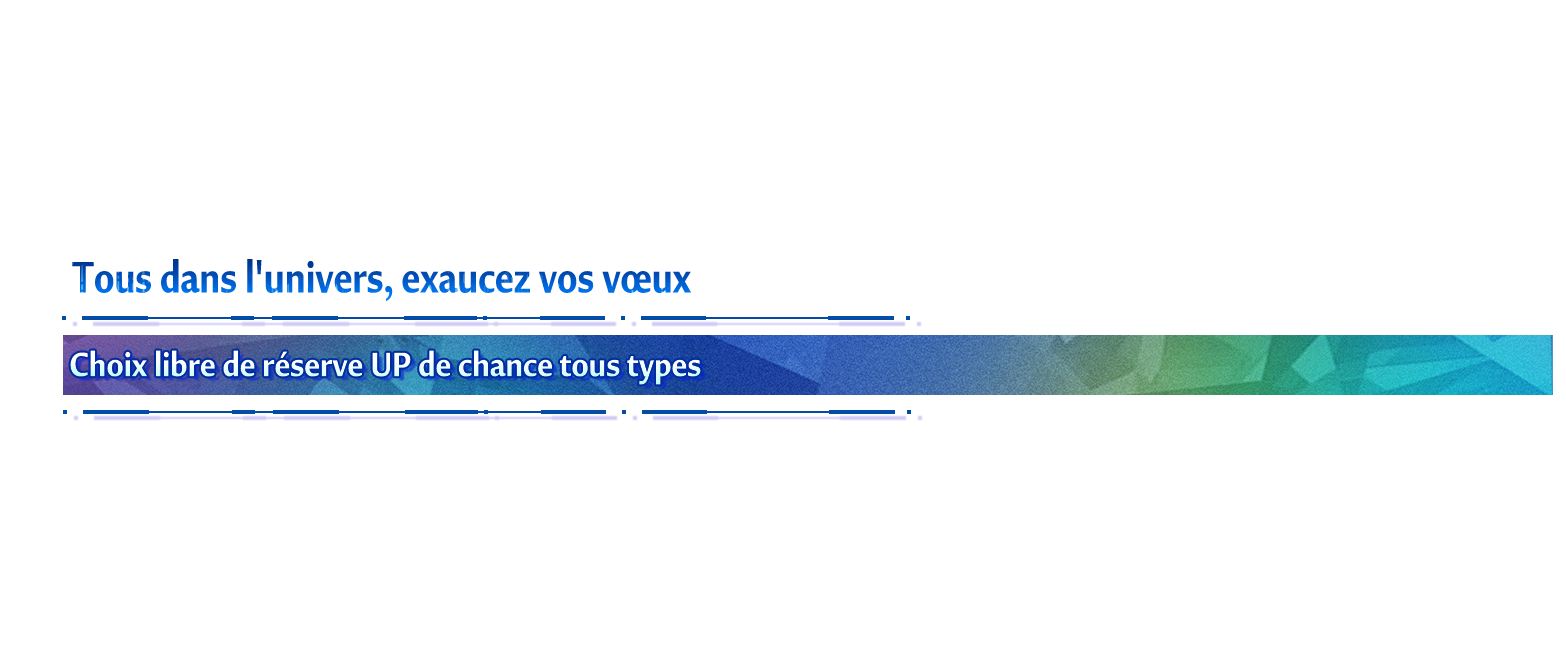 Tous dans l'univers, exaucez vos vœux
Choix libre de réserve UP de chance tous types